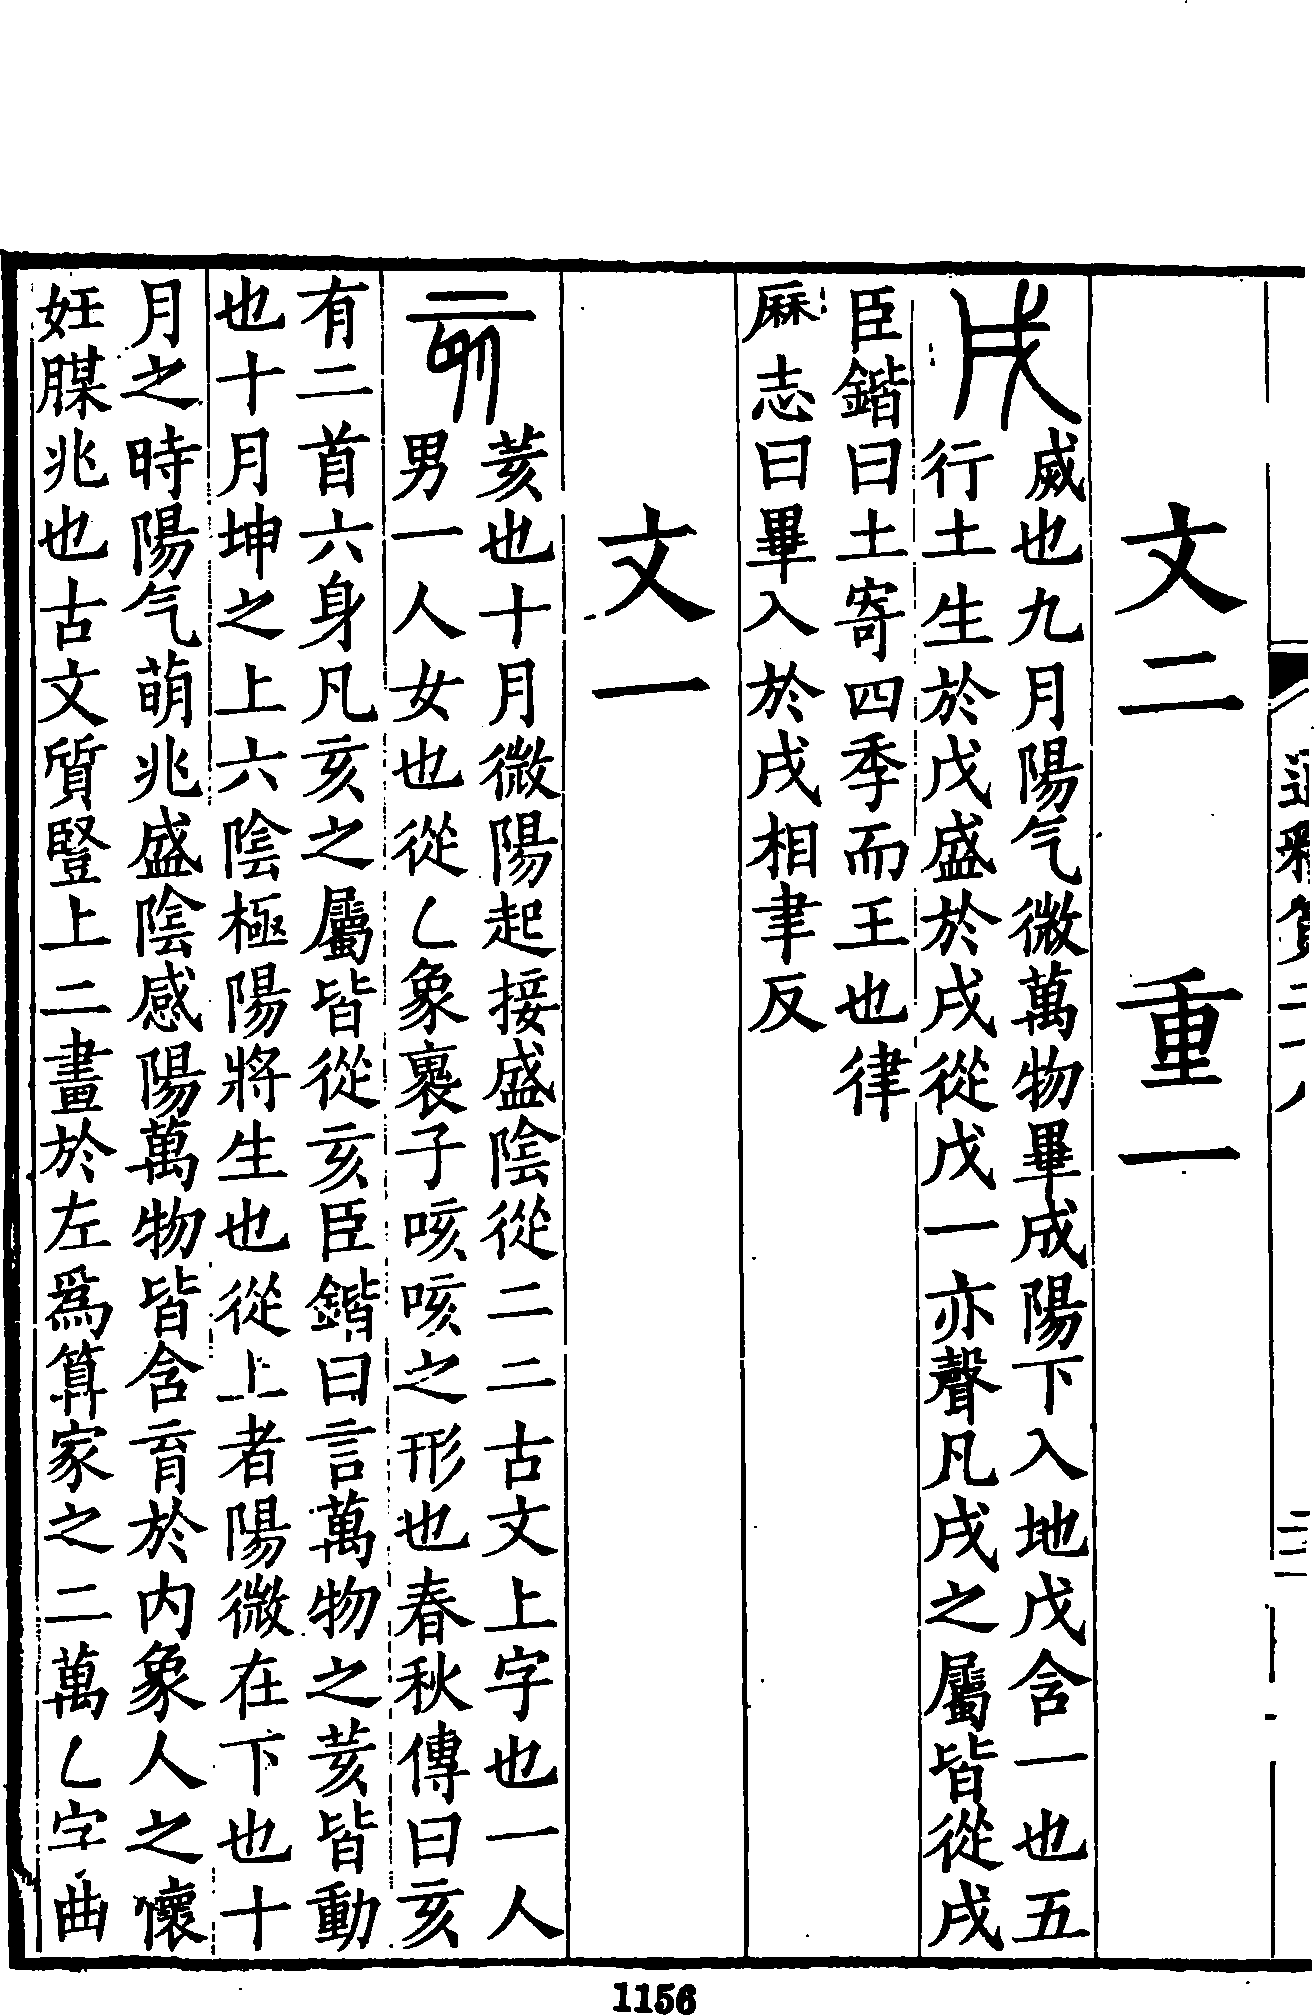 文二 重一
戌
烕也九月陽气微萬物畢成陽下入地戊含一也五
行土生於戊盛於戌從戊一亦聲凡戌之屬皆從戌
臣鍇曰土寄四季而王也律
厤志曰畢入於戌相聿反
文一
亥
荄也十月微陽起接盛陰從二二古文上字也一人
男一人女也從乚象褢子咳咳之形也春秋傳曰亥
有二首六身凡亥之屬皆從亥臣鍇曰言萬物之荄皆動
也十月坤之上六陰極陽將生也從上者陽微在下也十
月之時陽气萌兆盛陰感陽萬物皆含育於内象人之懷
妊腜兆也古文質豎上二畫於左爲算家之二萬乚字曲
1156